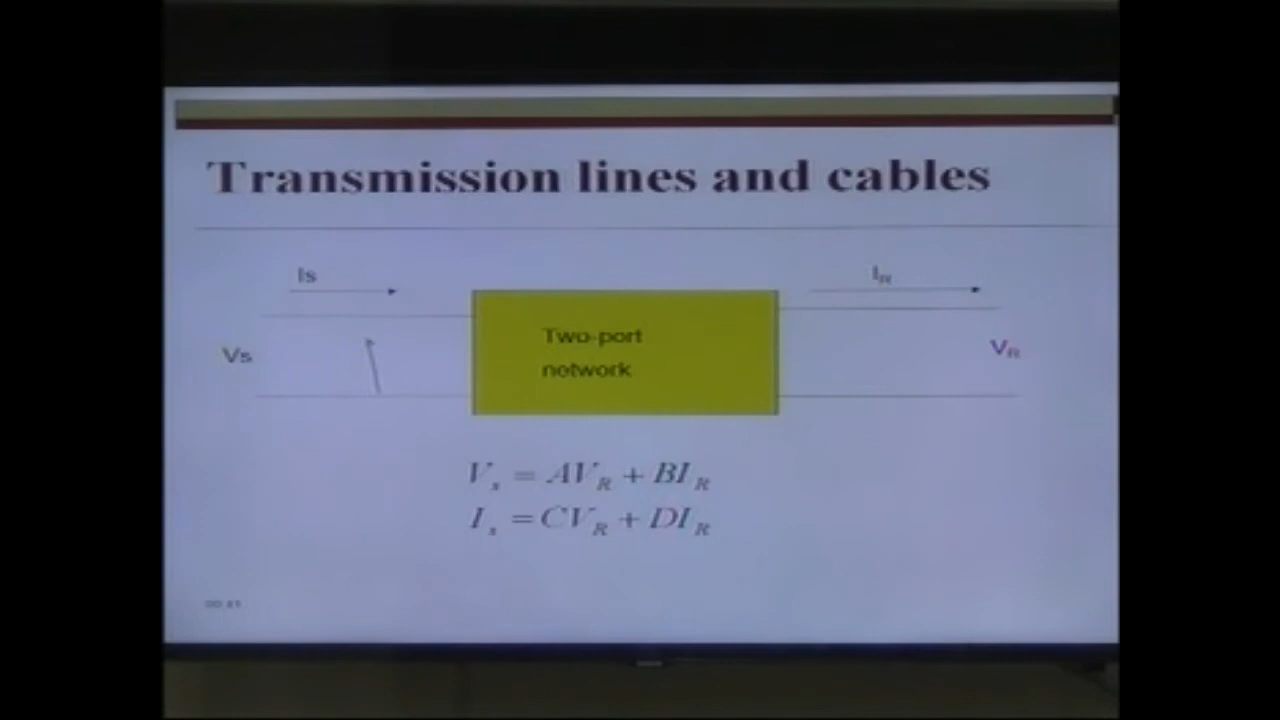 Transmission lines and cables
Is
I_R
Two-port
network
Vs
V_R
V_s = AV_R + BI_R
I_s = CV_R + DI_R